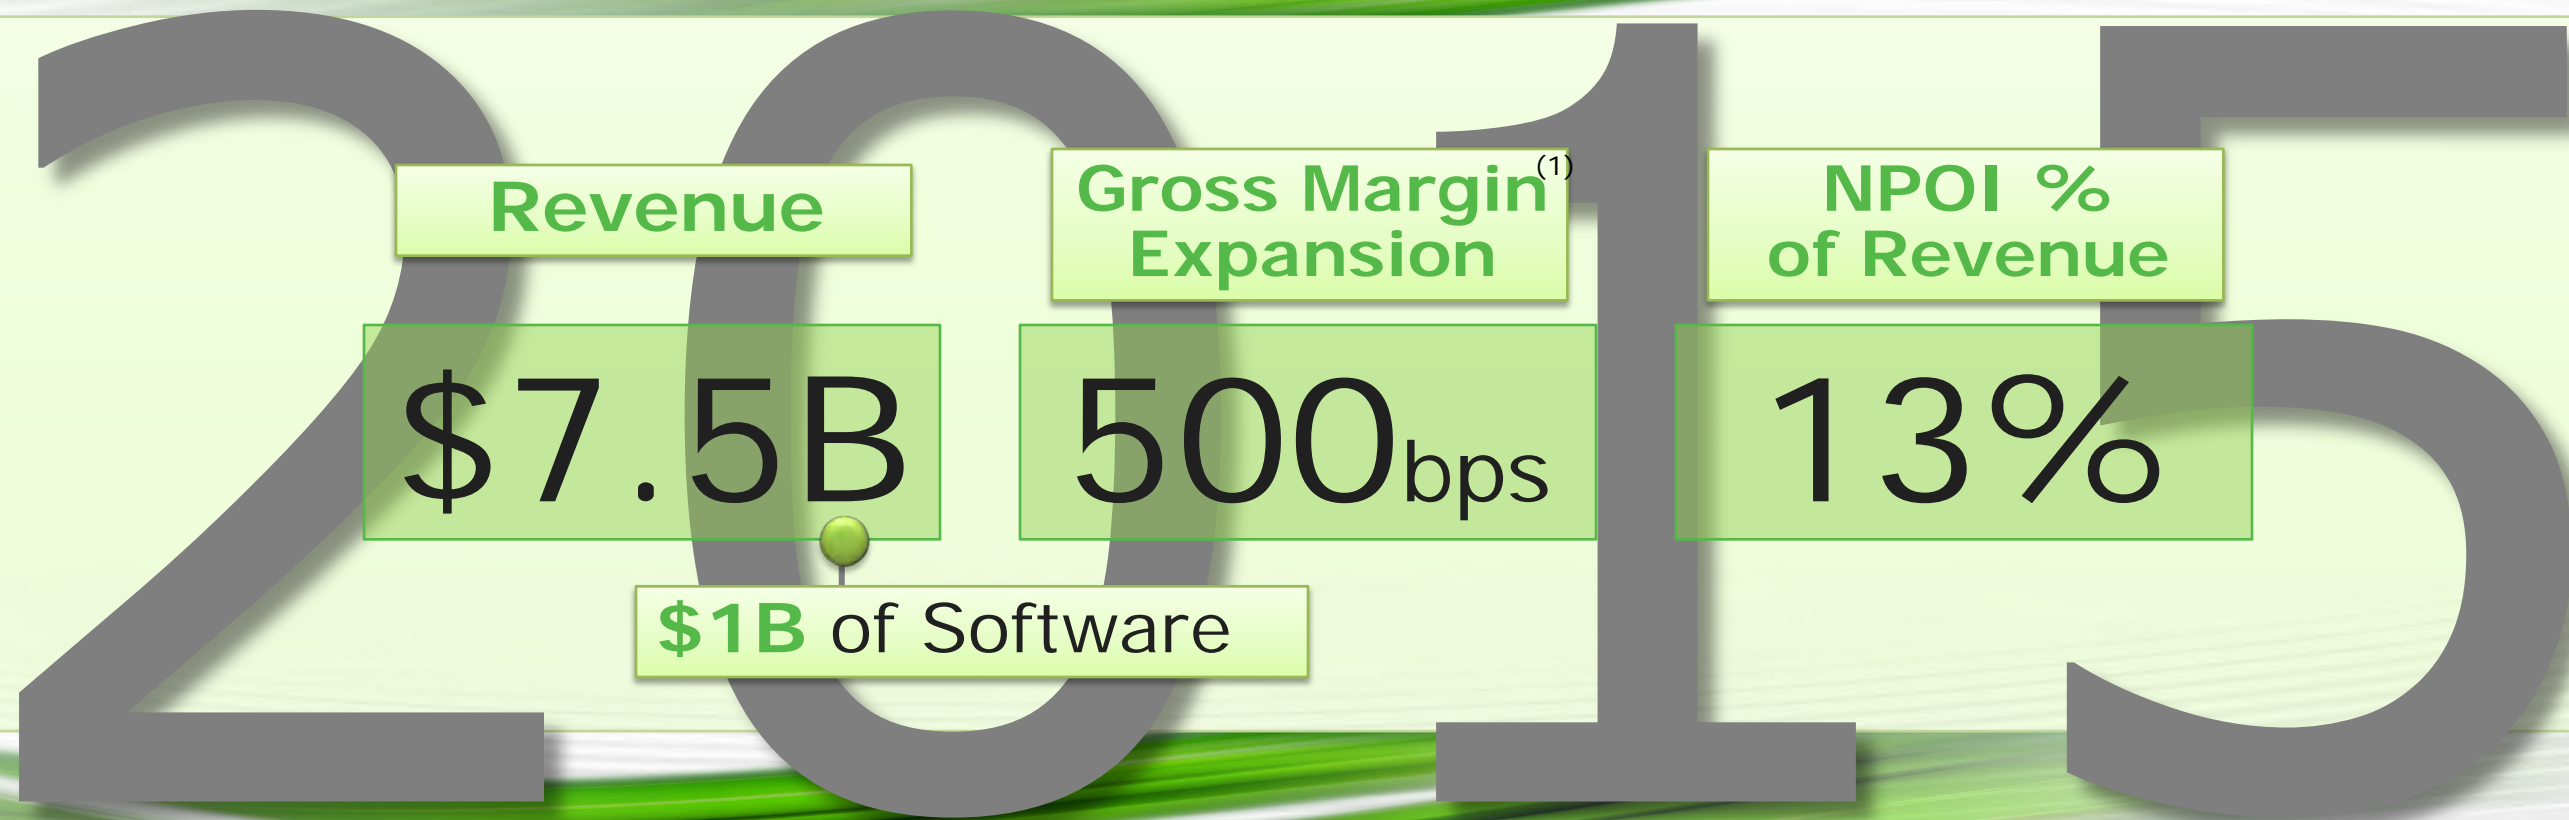 2015
Revenue
$7.5B
$1B of Software
Gross Margin(1)
Expansion
500bps
NPOI %
of Revenue
13%